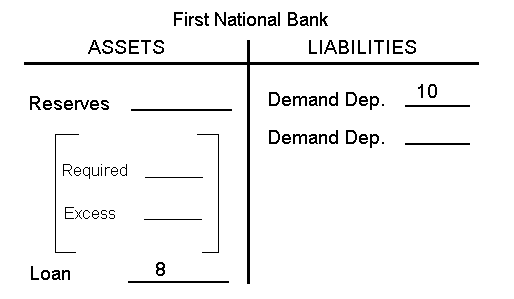 First National Bank
ASSETS LIABILITIES
Reserves
Demand Dep. 10
Demand Dep.
Required
Excess
Loan 8